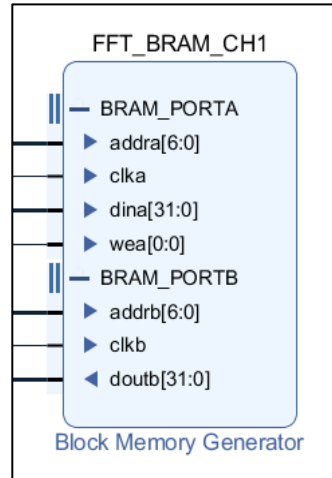 FFT_BRAM_CH1
BRAM_PORTA
addra[6:0]
clka
dina[31:0]
wea[0:0]
BRAM_PORTB
addrb[6:0]
clkb
doutb[31:0]
Block Memory Generator